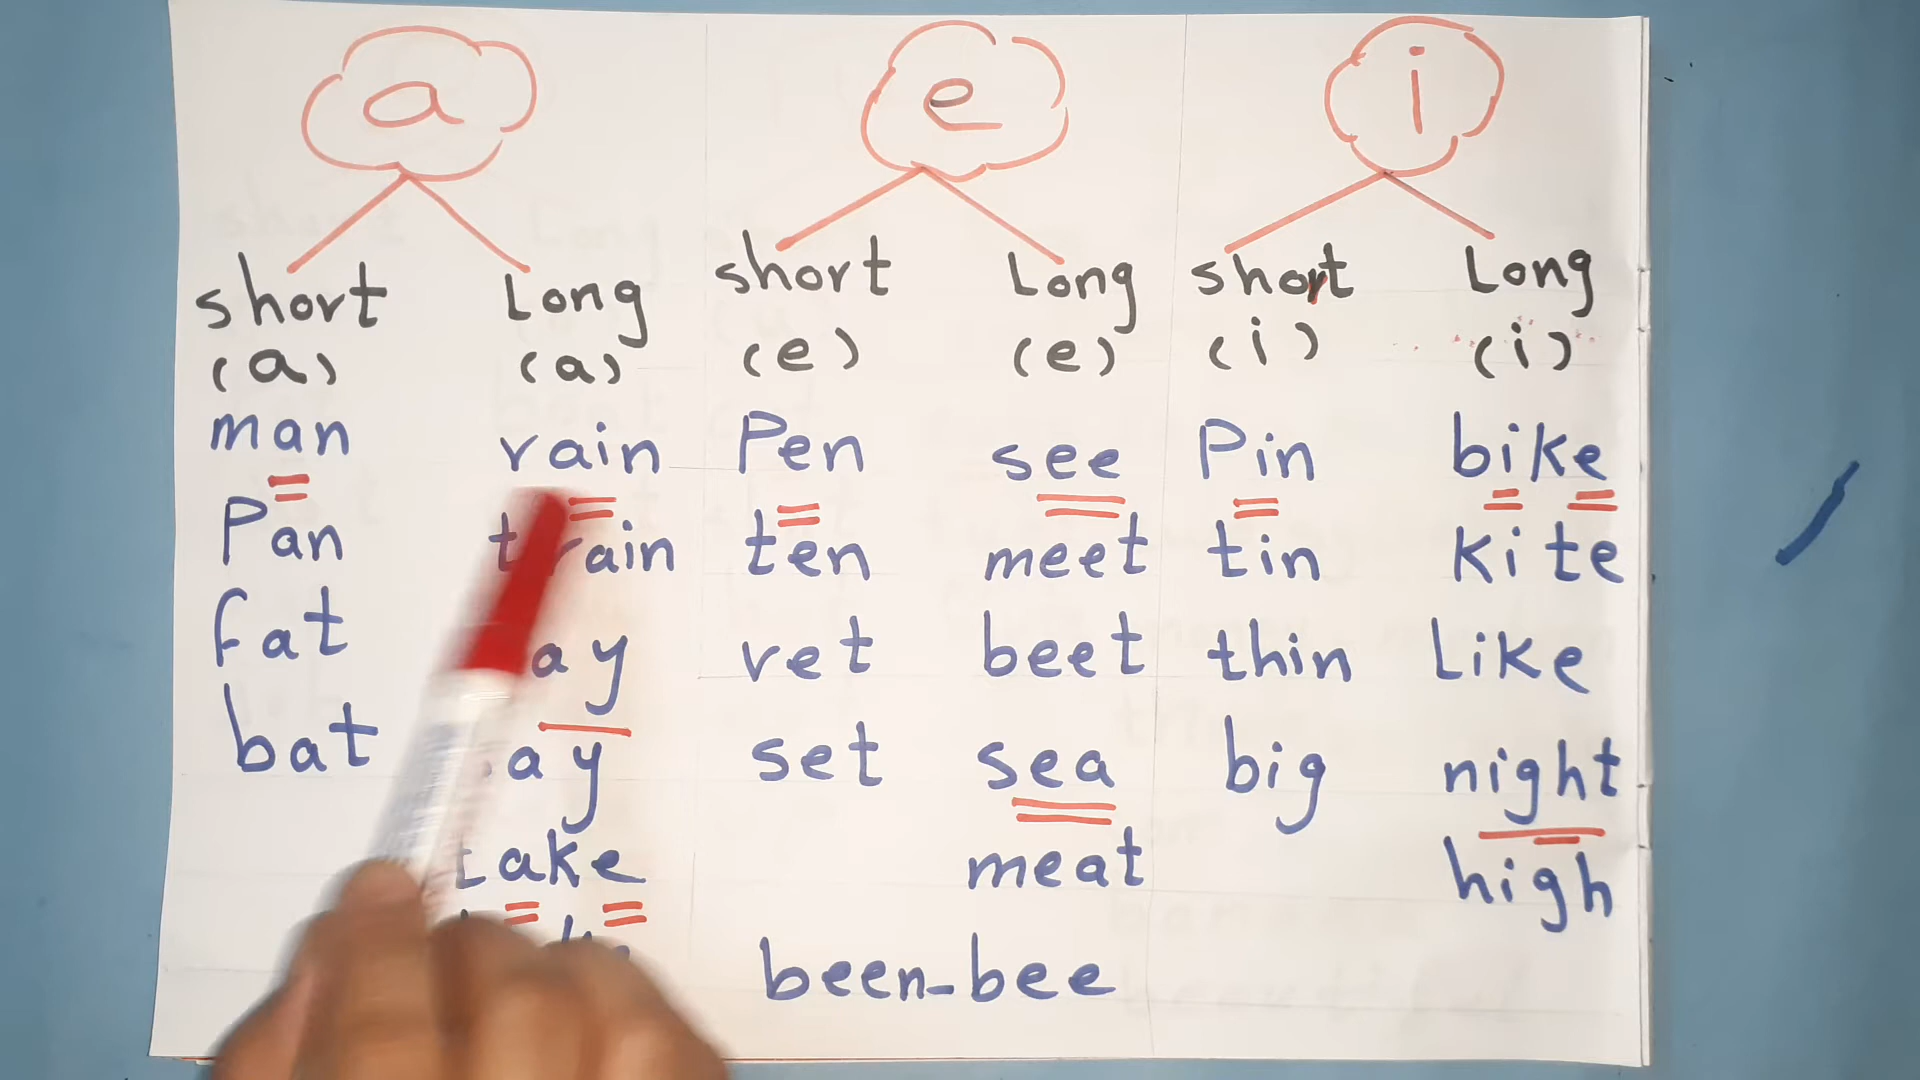 a
short
(a)
man
Pan
fat
bat
Long
(a)
rain
train
e
short
(e)
Pen
ten
vet
set
Long
(e)
see
meet
beet
sea
meat
been-bee
i
short
(i)
Pin
tin
thin
big
Long
(i)
bike
Kite
Like
night
high